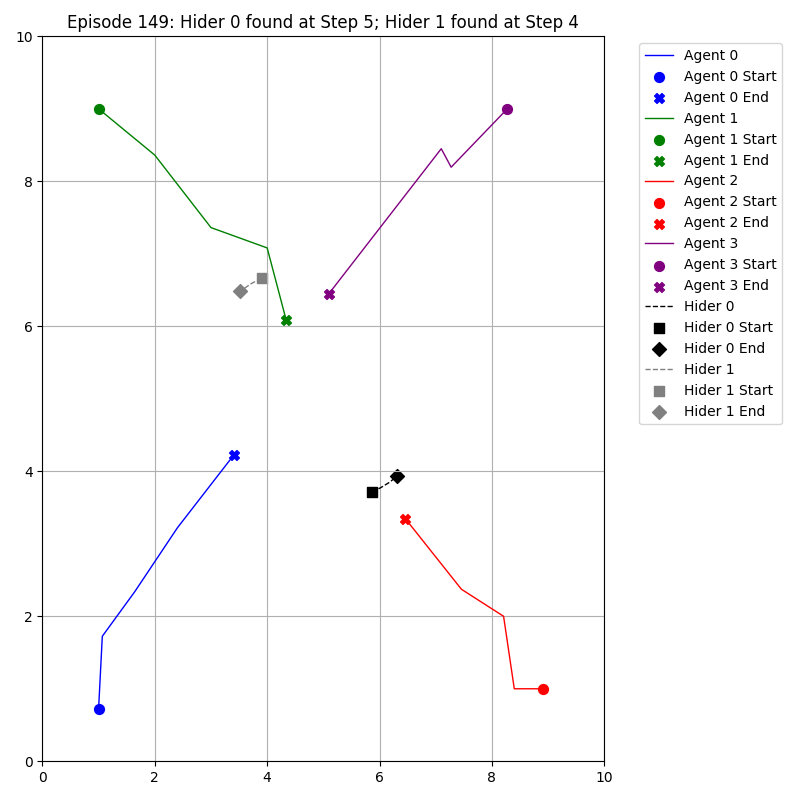 Episode 149: Hider 0 found at Step 5; Hider 1 found at Step 4
10
8
6
4
2
0
0 2 4 6 8 10
Agent 0
Agent 0 Start
Agent 0 End
Agent 1
Agent 1 Start
Agent 1 End
Agent 2
Agent 2 Start
Agent 2 End
Agent 3
Agent 3 Start
Agent 3 End
Hider 0
Hider 0 Start
Hider 0 End
Hider 1
Hider 1 Start
Hider 1 End